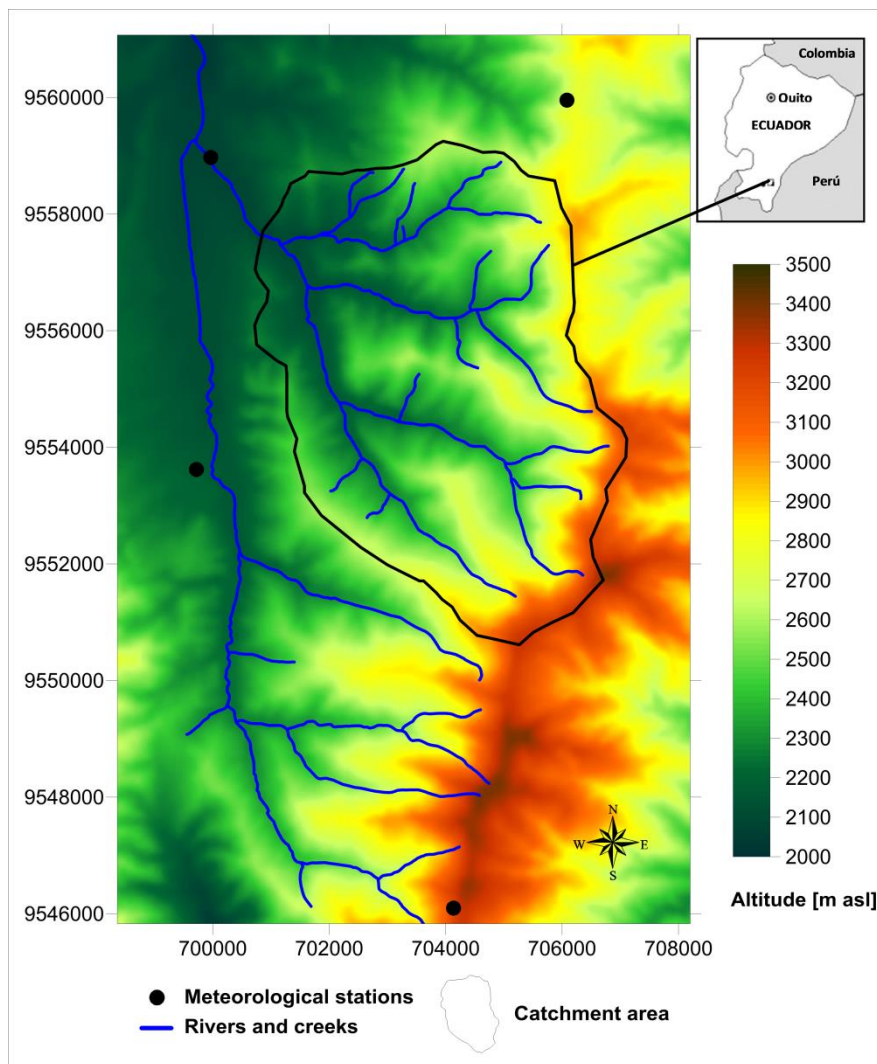 Colombia
Quito
ECUADOR
Perú
9560000
9558000
9556000
9554000
9552000
9550000
9548000
9546000
700000 702000 704000 706000 708000
3500
3400
3300
3200
3100
3000
2900
2800
2700
2600
2500
2400
2300
2200
2100
2000
Altitude [m asl]
N
W E
S
Meteorological stations
Rivers and creeks
Catchment area